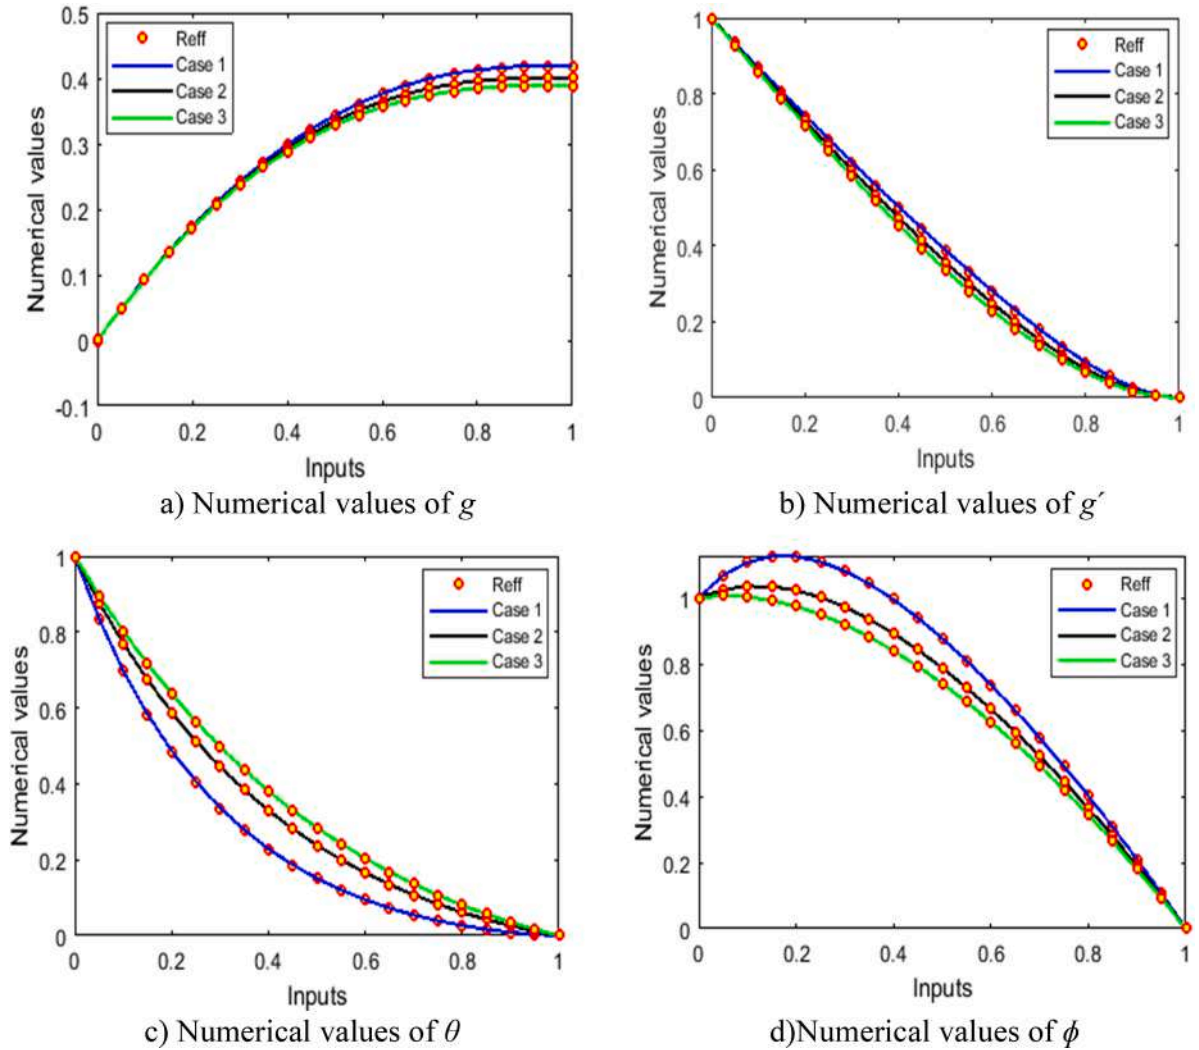 0.5
0.4
0.3
0.2
0.1
0
-0.1
Numerical values
Reff
Case 1
Case 2
Case 3
0 0.2 0.4 0.6 0.8 1
Inputs
a) Numerical values of g
1
0.8
0.6
0.4
0.2
0
Numerical values
Reff
Case 1
Case 2
Case 3
0 0.2 0.4 0.6 0.8 1
Inputs
b) Numerical values of g´
1
0.8
0.6
0.4
0.2
0
Numerical values
Reff
Case 1
Case 2
Case 3
0 0.2 0.4 0.6 0.8 1
Inputs
c) Numerical values of θ
1
0.8
0.6
0.4
0.2
0
Numerical values
Reff
Case 1
Case 2
Case 3
0 0.2 0.4 0.6 0.8 1
Inputs
d)Numerical values of ϕ